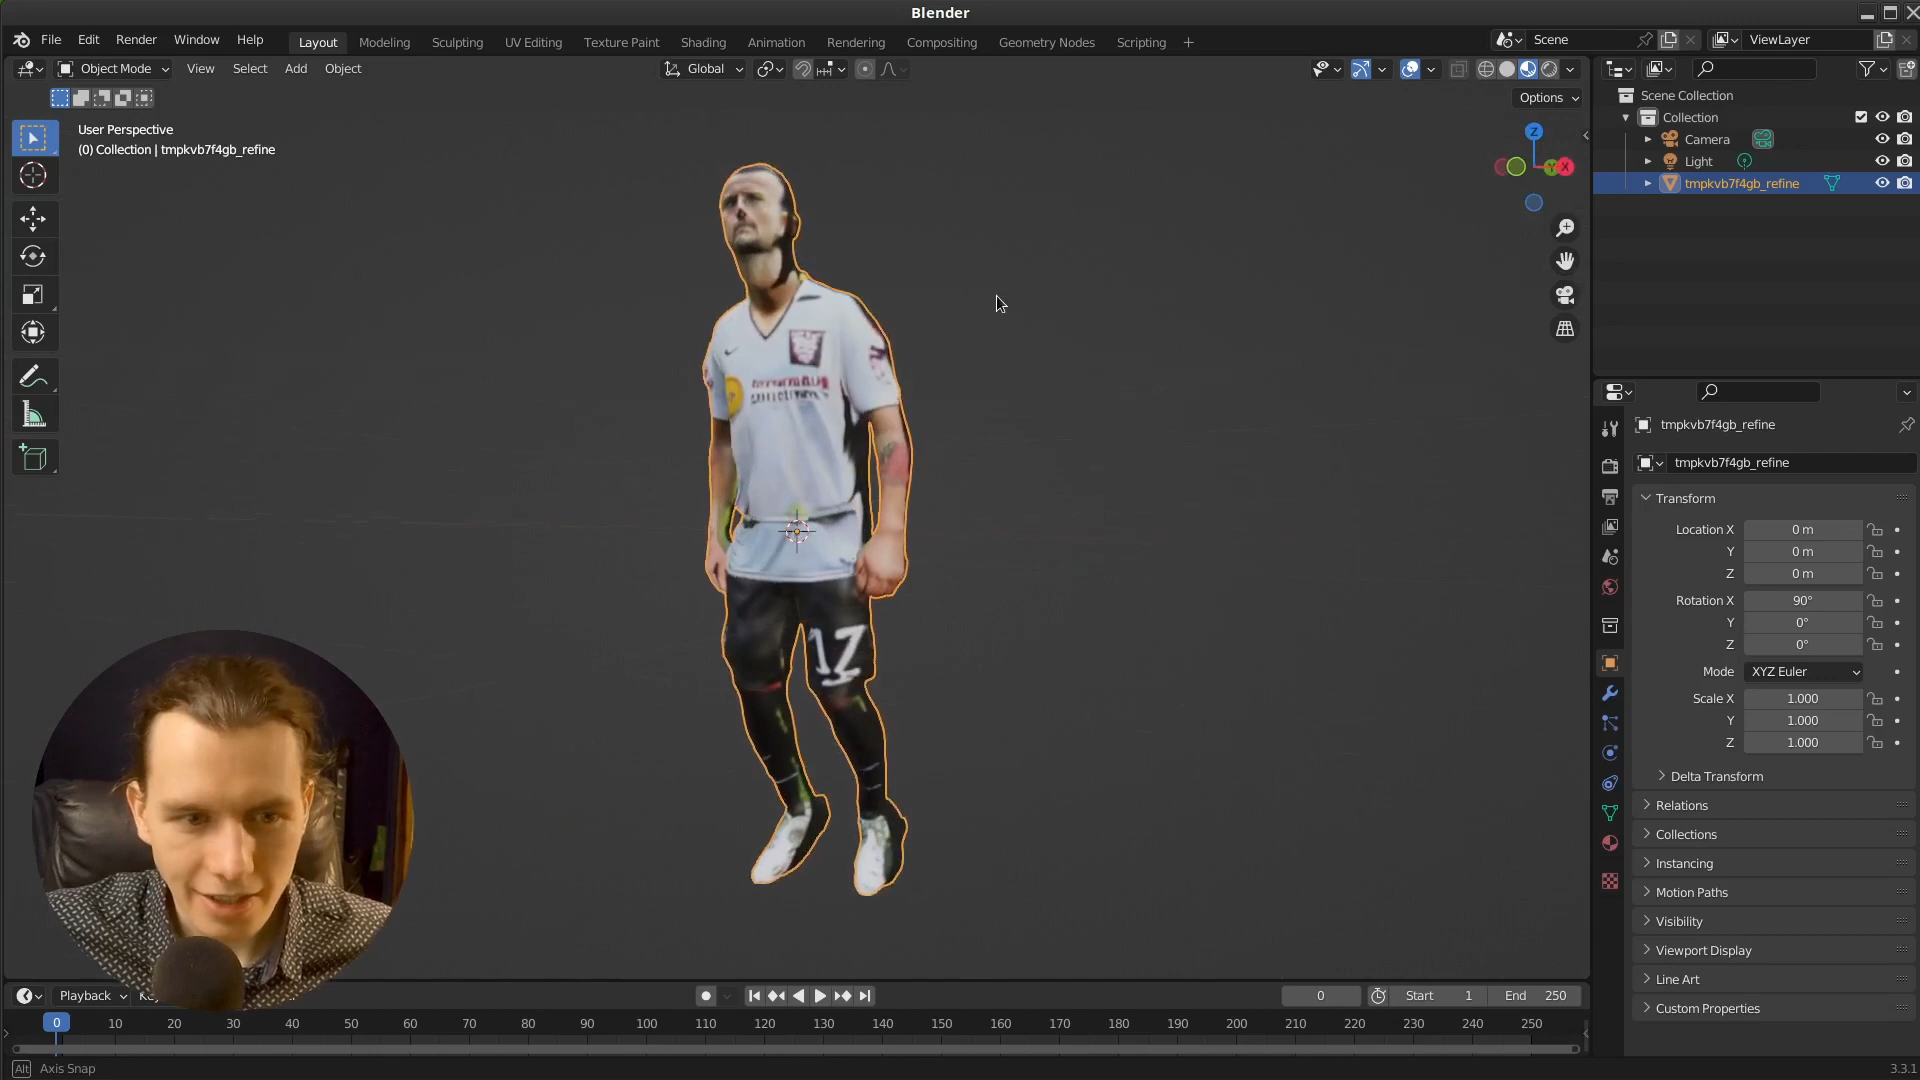 Blender
File Edit Render Window Help
Layout Modeling Sculpting UV Editing Texture Paint Shading Animation Rendering Compositing Geometry Nodes Scripting +
Scene
ViewLayer
Object Mode View Select Add Object
Global
Options
User Perspective
(0) Collection | tmpkvb7f4gb_refine
Z
Y
X
Scene Collection
Collection
Camera
Light
tmpkvb7f4gb_refine
tmpkvb7f4gb_refine
tmpkvb7f4gb_refine
Transform
Location X 0 m
Y 0 m
Z 0 m
Rotation X 90°
Y 0°
Z 0°
Mode XYZ Euler
Scale X 1.000
Y 1.000
Z 1.000
Delta Transform
Relations
Collections
Instancing
Motion Paths
Visibility
Viewport Display
Line Art
Custom Properties
Playback
0
Start 1
End 250
0 10 20 30 40 50 60 70 80 90 100 110 120 130 140 150 160 170 180 190 200 210 220 230 240 250
Alt Axis Snap
3.3.1